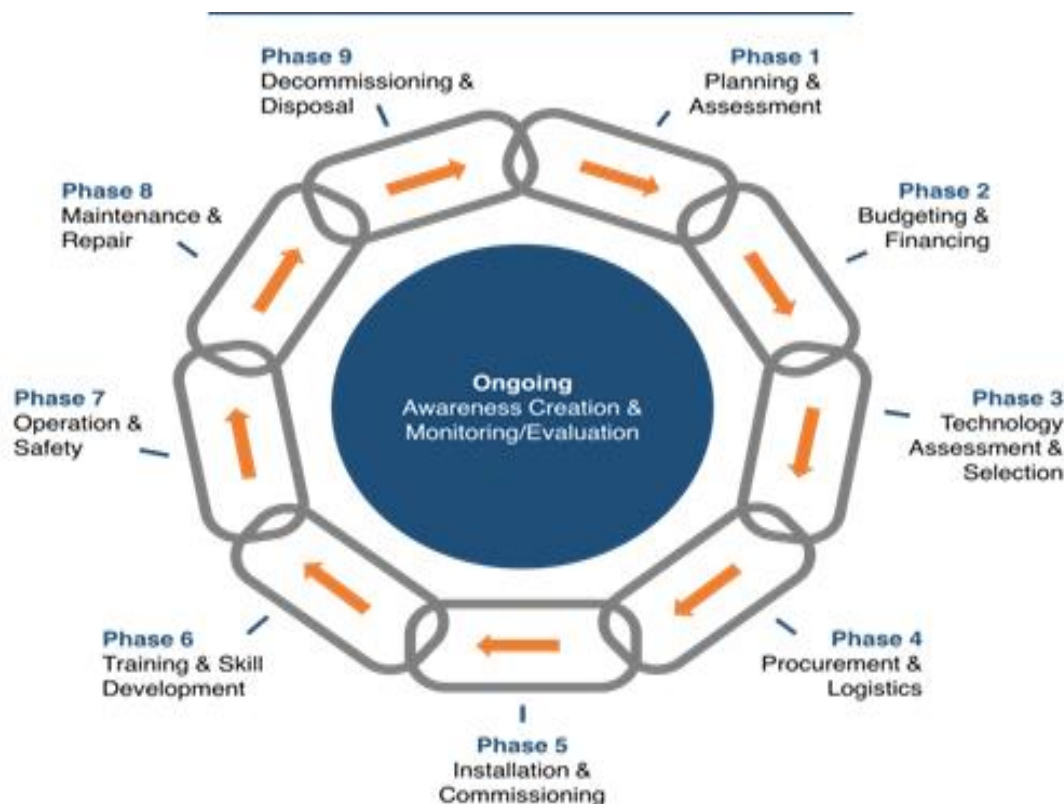 Phase 1
Planning &
Assessment
Phase 2
Budgeting &
Financing
Phase 3
Technology
Assessment &
Selection
Phase 4
Procurement &
Logistics
Phase 5
Installation &
Commissioning
Phase 6
Training & Skill
Development
Phase 7
Operation &
Safety
Phase 8
Maintenance &
Repair
Phase 9
Decommissioning &
Disposal
Ongoing
Awareness Creation &
Monitoring/Evaluation